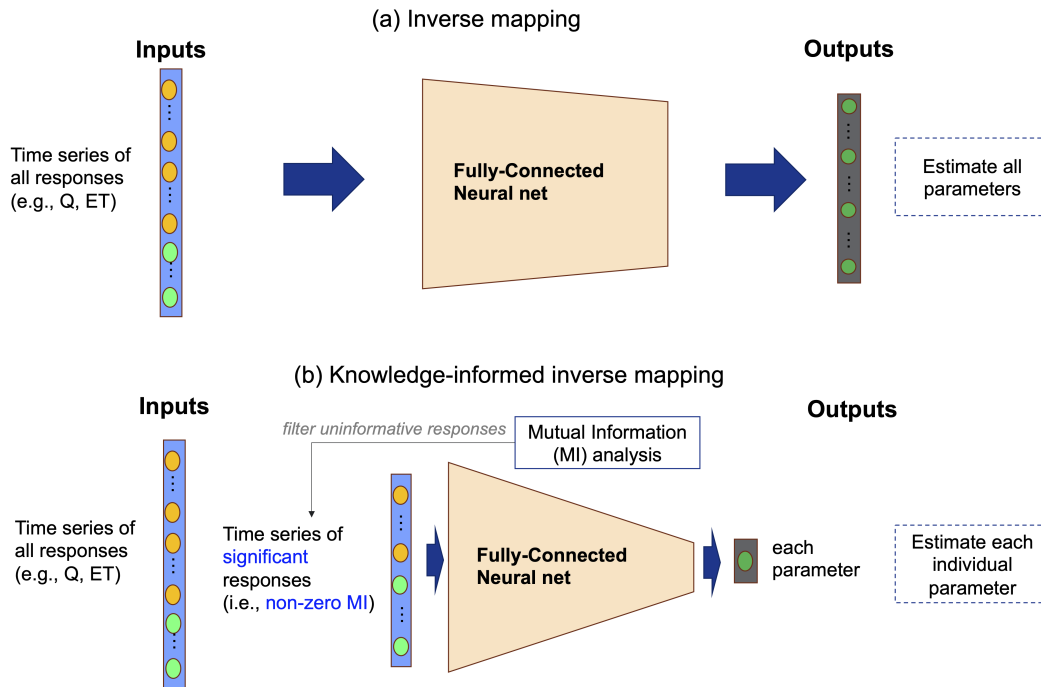 (a) Inverse mapping
Inputs
Outputs
Time series of
all responses
(e.g., Q, ET)
Fully-Connected
Neural net
Estimate all
parameters
(b) Knowledge-informed inverse mapping
Inputs
Outputs
filter uninformative responses
Mutual Information
(MI) analysis
Time series of
all responses
(e.g., Q, ET)
Time series of
significant
responses
(i.e., non-zero MI)
Fully-Connected
Neural net
each
parameter
Estimate each
individual
parameter